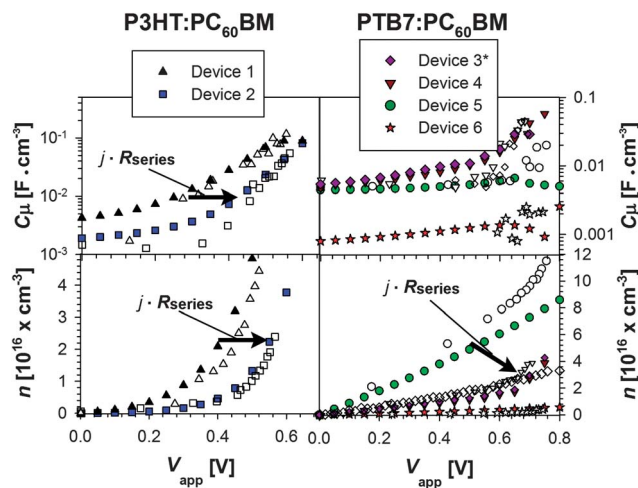 P3HT:PC60BM
PTB7:PC60BM
Device 1
Device 2
Device 3*
Device 4
Device 5
Device 6
Cμ [F . cm-3]
10-1
10-2
10-3
j · Rseries
0.1
0.01
0.001
Cμ [F . cm-3]
n [1016 x cm-3]
4
3
2
1
0
j · Rseries
j · Rseries
12
10
8
6
4
2
0
n [1016 x cm-3]
0.0 0.2 0.4 0.6
0.0 0.2 0.4 0.6 0.8
Vapp [V]
Vapp [V]